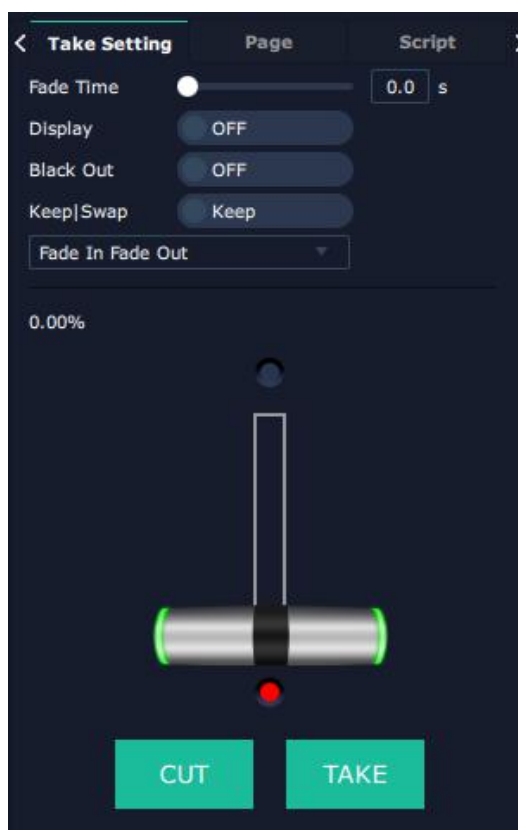 Take Setting Page Script
Fade Time 0.0 s
Display OFF
Black Out OFF
Keep|Swap Keep
Fade In Fade Out
0.00%
CUT TAKE